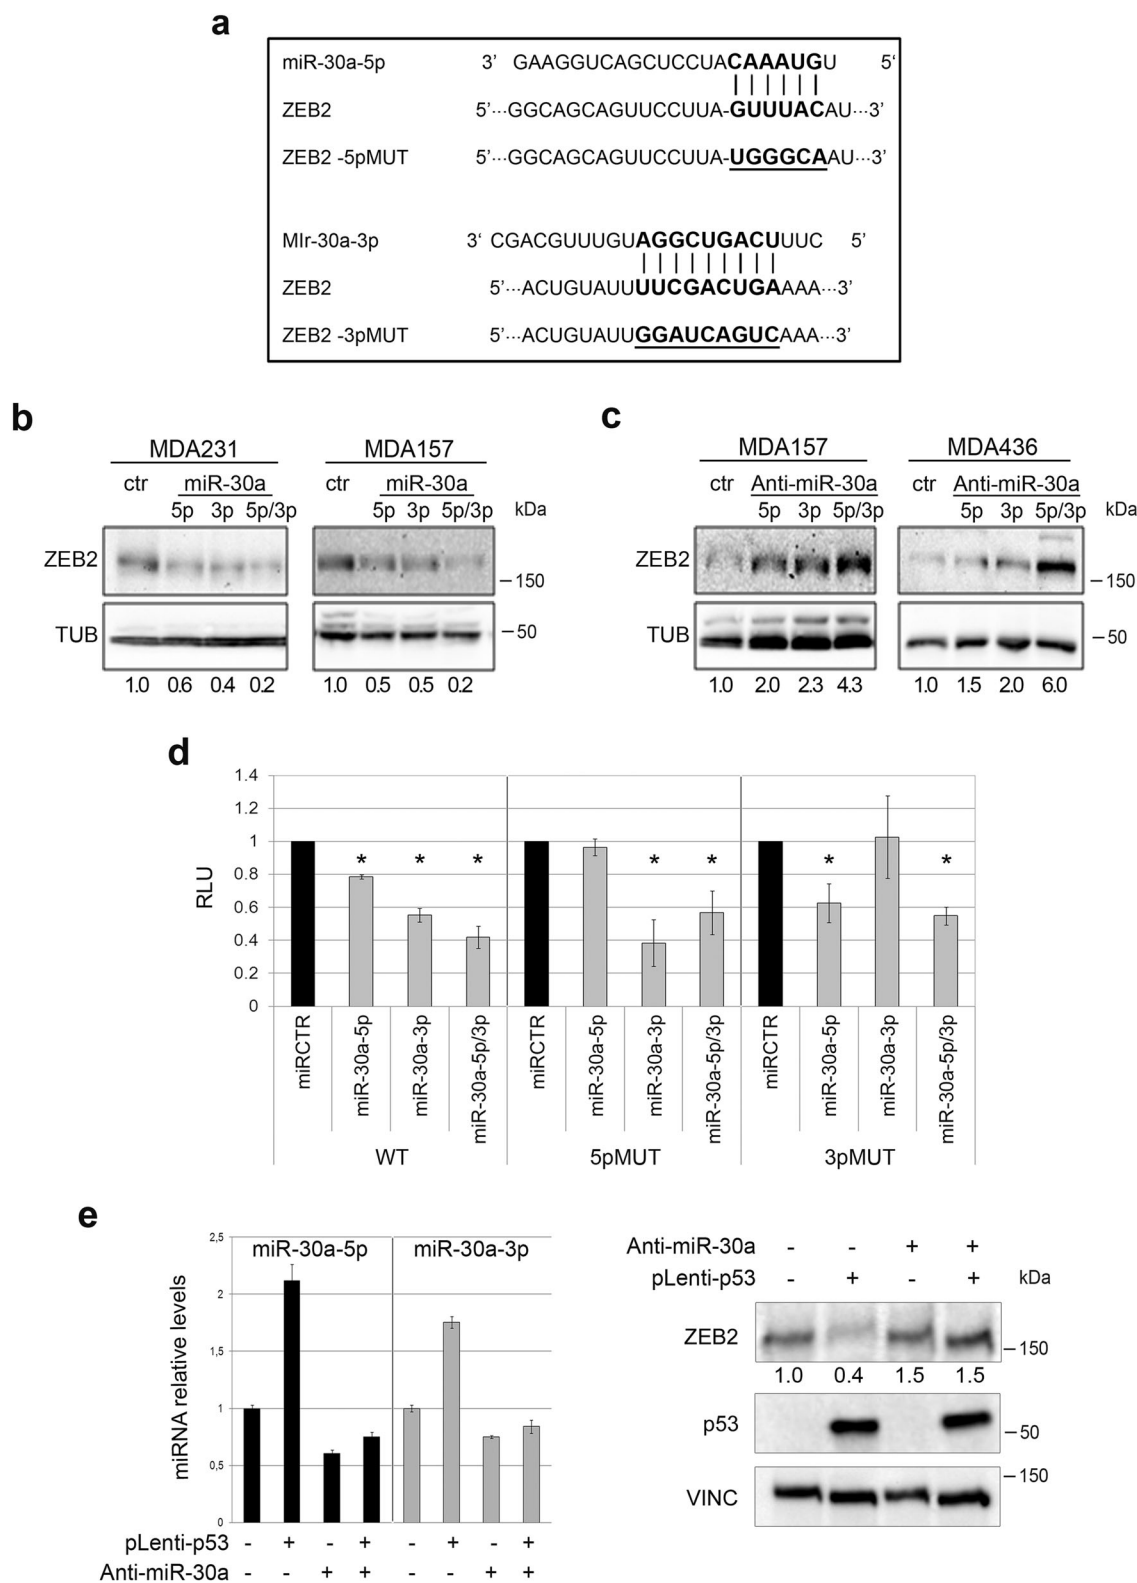 a
miR-30a-5p 3’ GAAGGUCAGCUCCUACAAAUGU 5‘
ZEB2 5’···GGCAGCAGUUCCUUA-GUUUACAU···3’
ZEB2 -5pMUT 5’···GGCAGCAGUUCCUUA-UGGGCAAU···3’
MIr-30a-3p 3‘ CGACGUUUGUAGGCUGACUUUC 5’
ZEB2 5’···ACUGUAUUUUCGACUGAAAA···3’
ZEB2 -3pMUT 5’···ACUGUAUUGGAUCAGUCAAA···3’
b
MDA231 MDA157
ctr miR-30a ctr miR-30a
5p 3p 5p/3p 5p 3p 5p/3p kDa
ZEB2 150
TUB 50
1.0 0.6 0.4 0.2 1.0 0.5 0.5 0.2
c
MDA157 MDA436
ctr Anti-miR-30a ctr Anti-miR-30a
5p 3p 5p/3p 5p 3p 5p/3p kDa
ZEB2 150
TUB 50
1.0 2.0 2.3 4.3 1.0 1.5 2.0 6.0
d
RLU
1.4
1.2
1
0.8
0.6
0.4
0.2
0
* * * * * * *
miRCTR miR-30a-5p miR-30a-3p miR-30a-5p/3p miRCTR miR-30a-5p miR-30a-3p miR-30a-5p/3p miRCTR miR-30a-5p miR-30a-3p miR-30a-5p/3p
WT 5pMUT 3pMUT
e
miRNA relative levels
2,5
2
1,5
1
0,5
0
miR-30a-5p miR-30a-3p
pLenti-p53 - + - + - + - +
Anti-miR-30a - - + + - - + +
Anti-miR-30a - - + +
pLenti-p53 - + - + kDa
ZEB2 150
1.0 0.4 1.5 1.5
p53 50
150
VINC